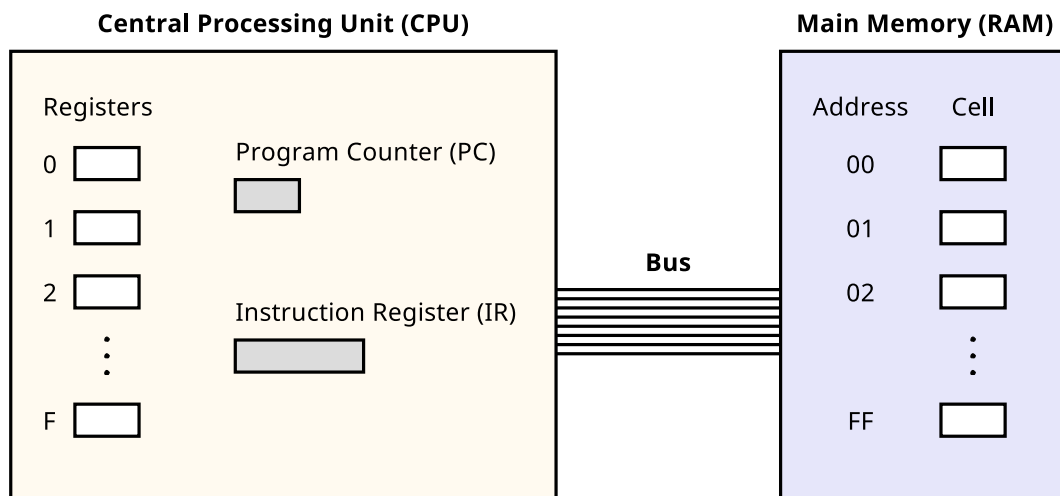 Central Processing Unit (CPU)
Registers
0
1
2
F
Program Counter (PC)
Instruction Register (IR)
Bus
Main Memory (RAM)
Address Cell
00
01
02
FF